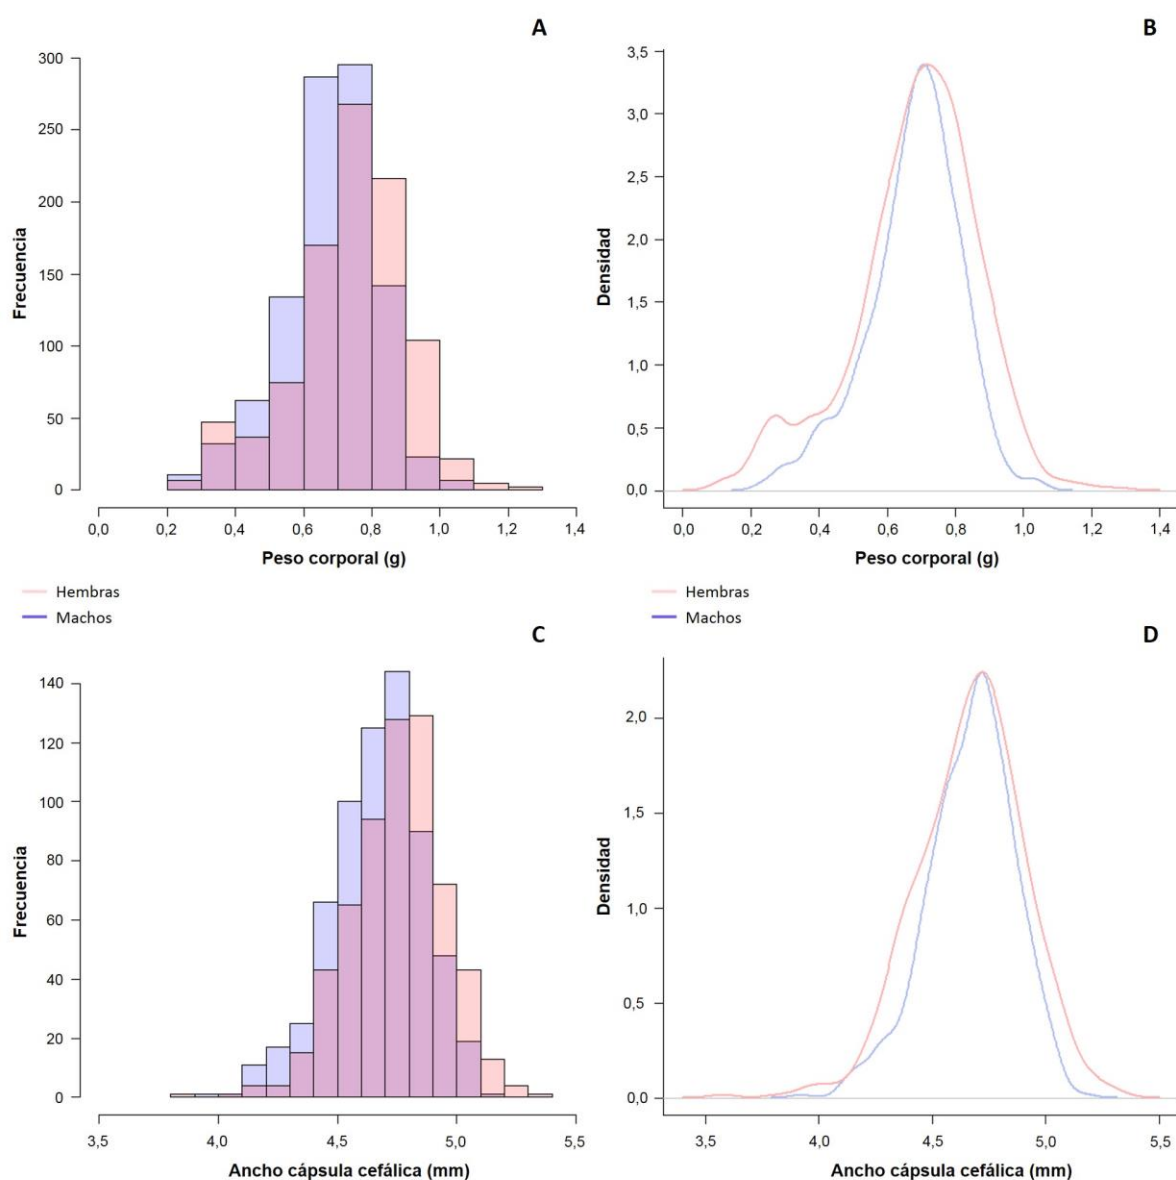 A
300
250
200
150
100
50
0
Frecuencia
0,0 0,2 0,4 0,6 0,8 1,0 1,2 1,4
Peso corporal (g)
B
3,5
3,0
2,5
2,0
1,5
1,0
0,5
0,0
Densidad
0,0 0,2 0,4 0,6 0,8 1,0 1,2 1,4
Peso corporal (g)
Hembras
Machos
Hembras
Machos
C
140
120
100
80
60
40
20
0
Frecuencia
3,5 4,0 4,5 5,0 5,5
Ancho cápsula cefálica (mm)
D
2,0
1,5
1,0
0,5
0,0
Densidad
3,5 4,0 4,5 5,0 5,5
Ancho cápsula cefálica (mm)